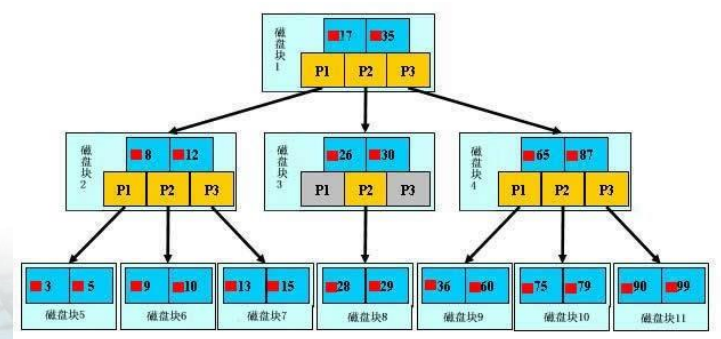 磁盘块1
17 35
P1 P2 P3
磁盘块2
8 12
P1 P2 P3
磁盘块3
26 30
P1 P2 P3
磁盘块4
65 87
P1 P2 P3
3 5
磁盘块5
9 10
磁盘块6
13 15
磁盘块7
28 29
磁盘块8
36 60
磁盘块9
75 79
磁盘块10
90 99
磁盘块11